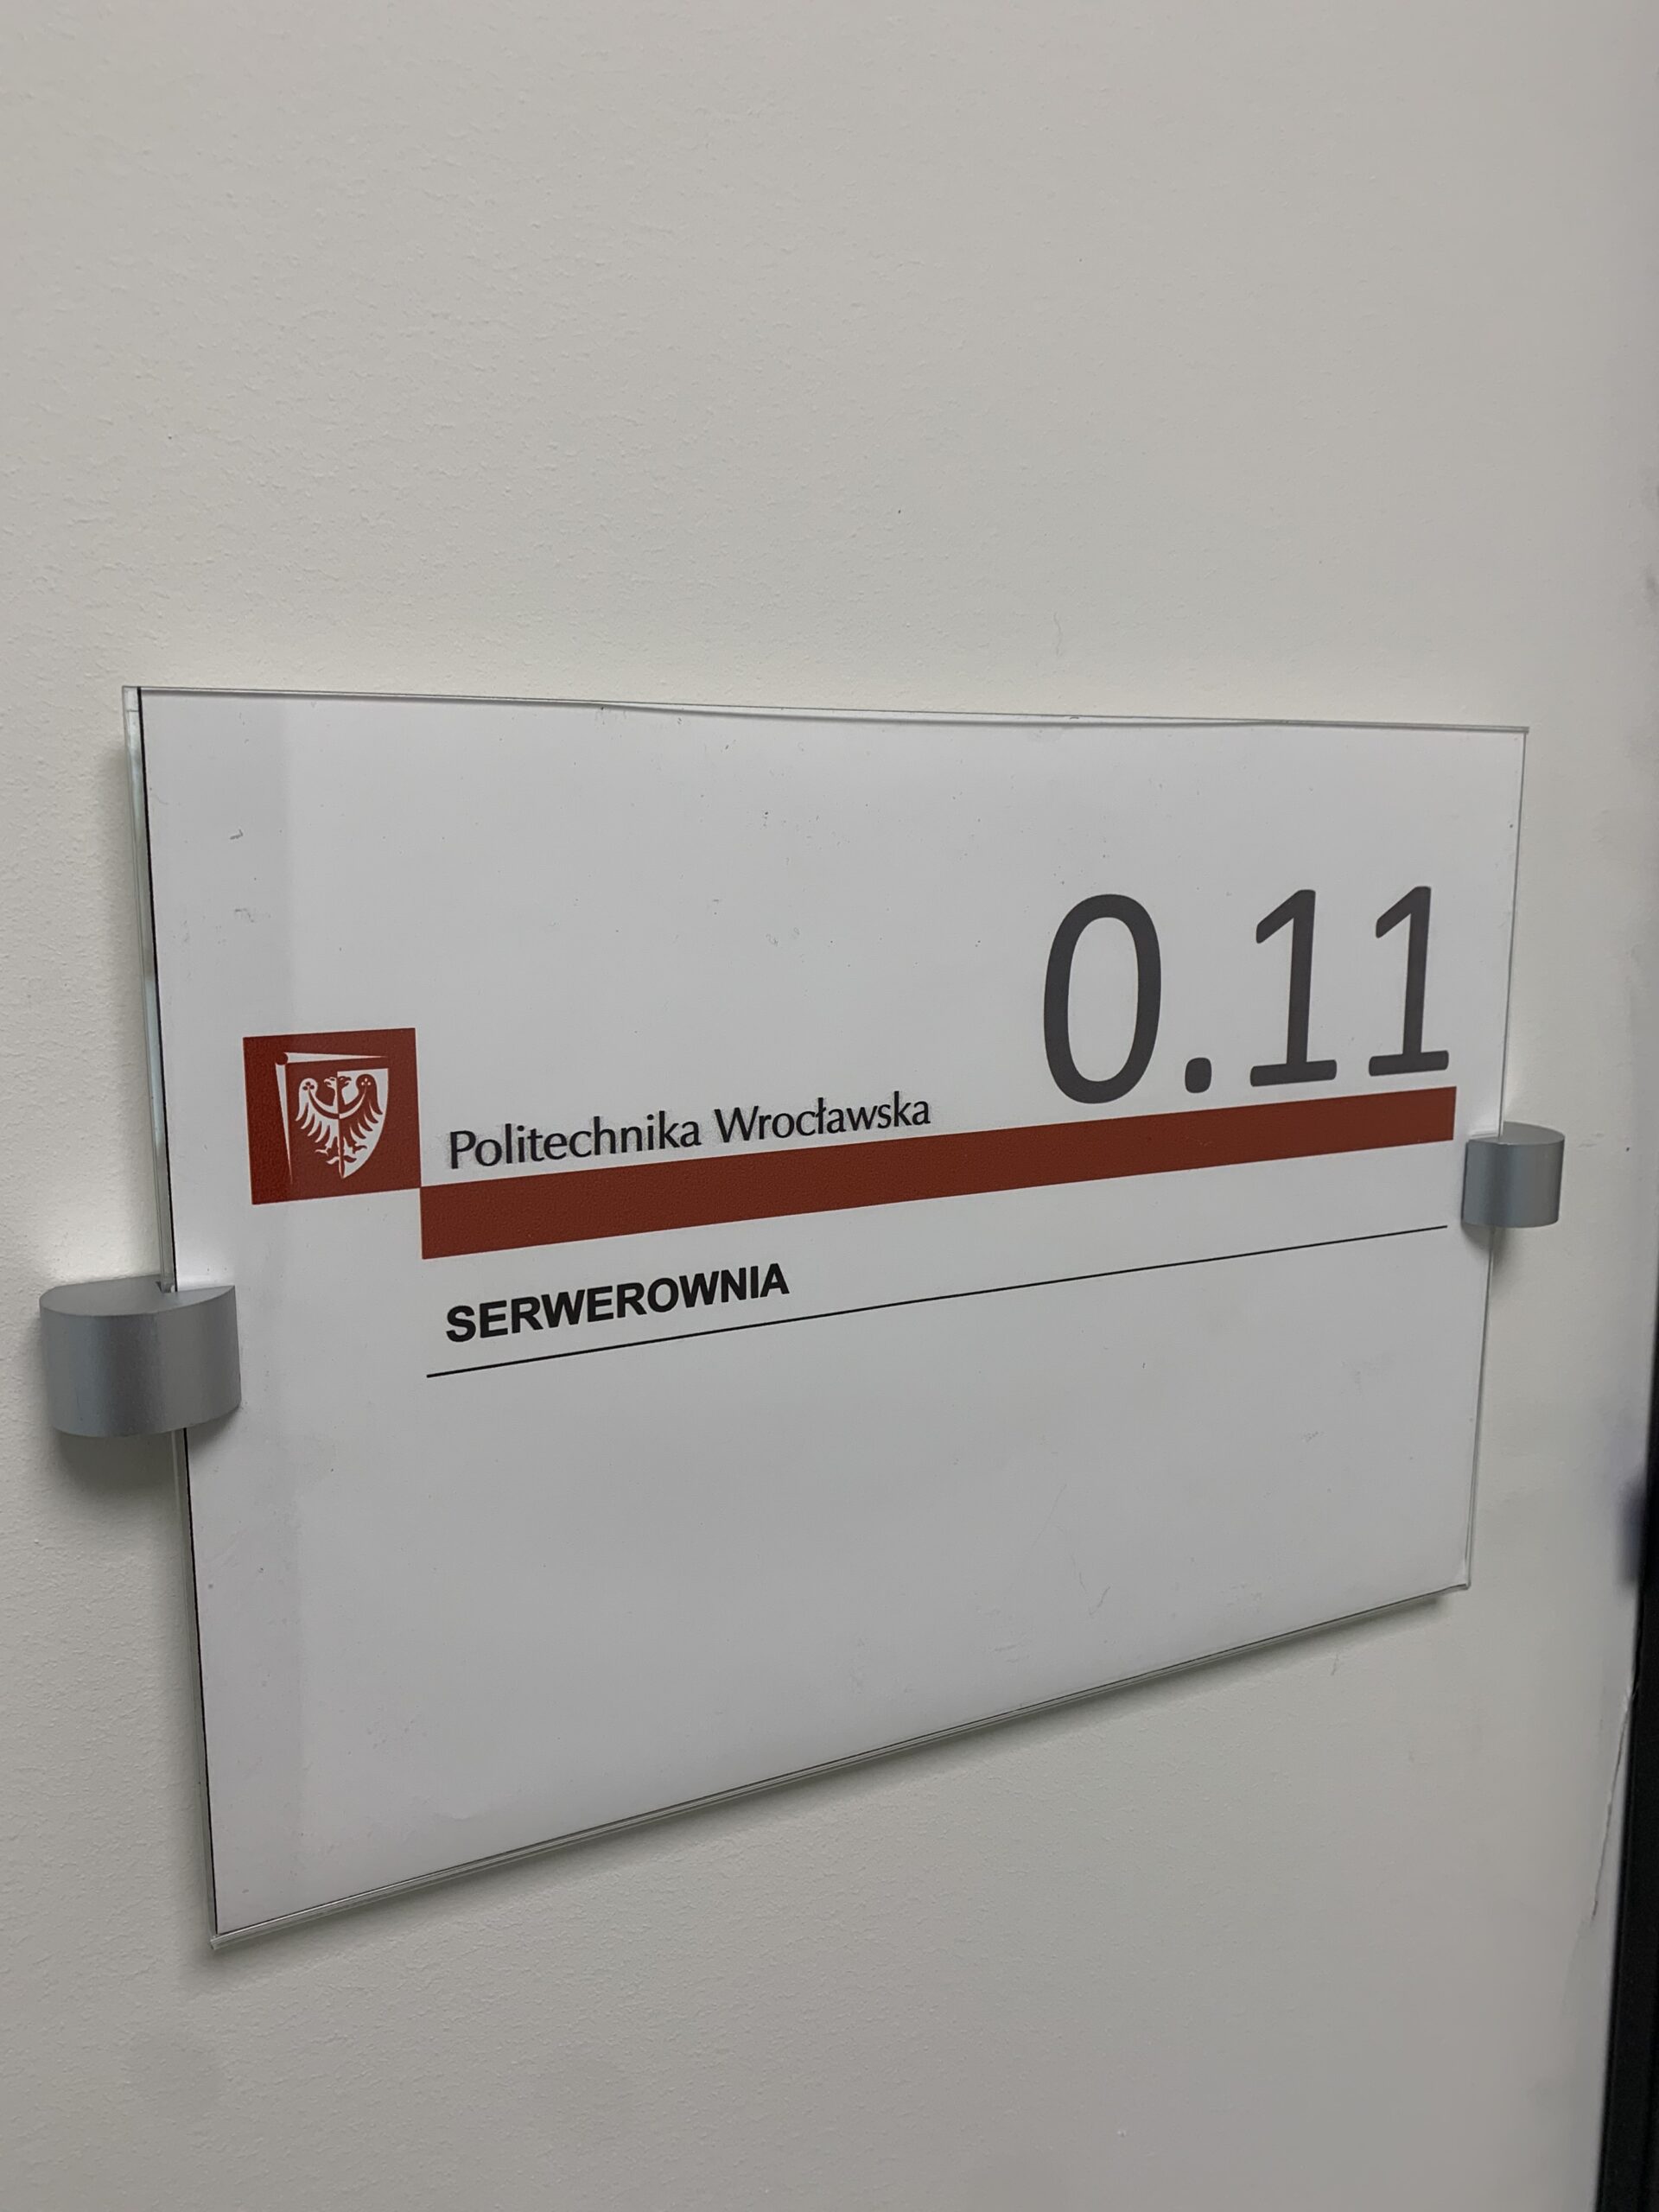 0.11
Politechnika Wrocławska
SERWEROWNIA